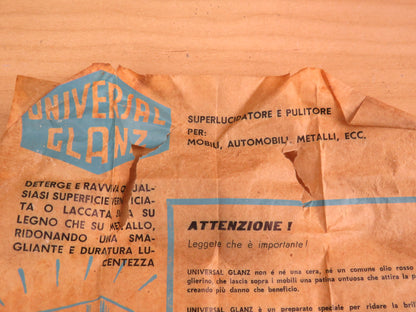 UNIVERSAL
GLANZ
SUPERLUCIDATORE E PULITORE
PER:
MOBILI, AUTOMOBILI, METALLI, ECC.
DETERGE E RAVVIVA QUAL-
SIASI SUPERFICIE VERNICIA-
TA O LACCATA SIA SU
LEGNO CHE SU METALLO,
RIDONANDO UNA SMA-
GLIANTE E DURATURA LU-
CENTEZZA
ATTENZIONE !
Leggete che è importante!
UNIVERSAL GLANZ non é né una cera, né un comune olio rosso
glierino, che lascia sopra i mobili una patina untuosa che attira la
creando più danno che beneficio.
UNIVERSAL GLANZ è un preparato speciale per ridare la